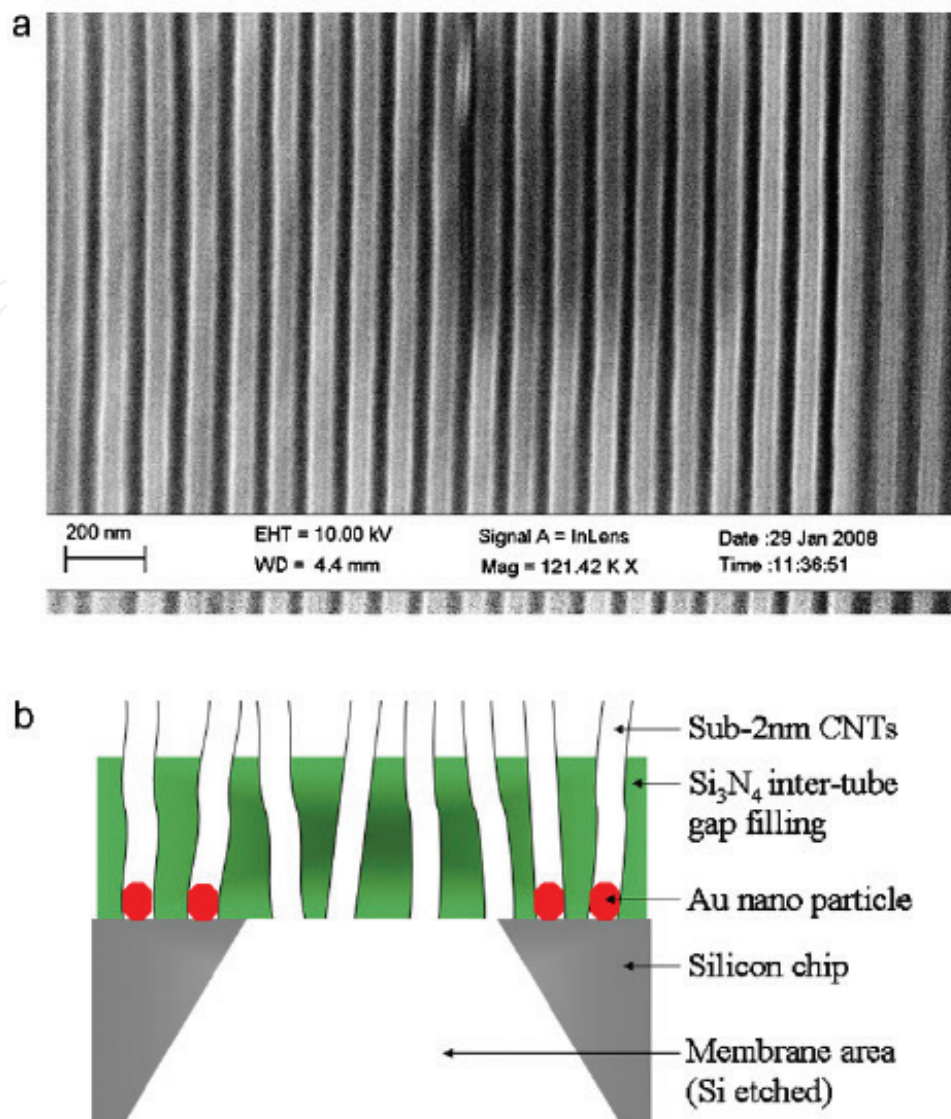 a
200 nm
EHT = 10.00 kV
Signal A = InLens
Date :29 Jan 2008
WD = 4.4 mm
Mag = 121.42 K X
Time :11:36:51
b
Sub-2nm CNTs
Si₃N₄ inter-tube
gap filling
Au nano particle
Silicon chip
Membrane area
(Si etched)